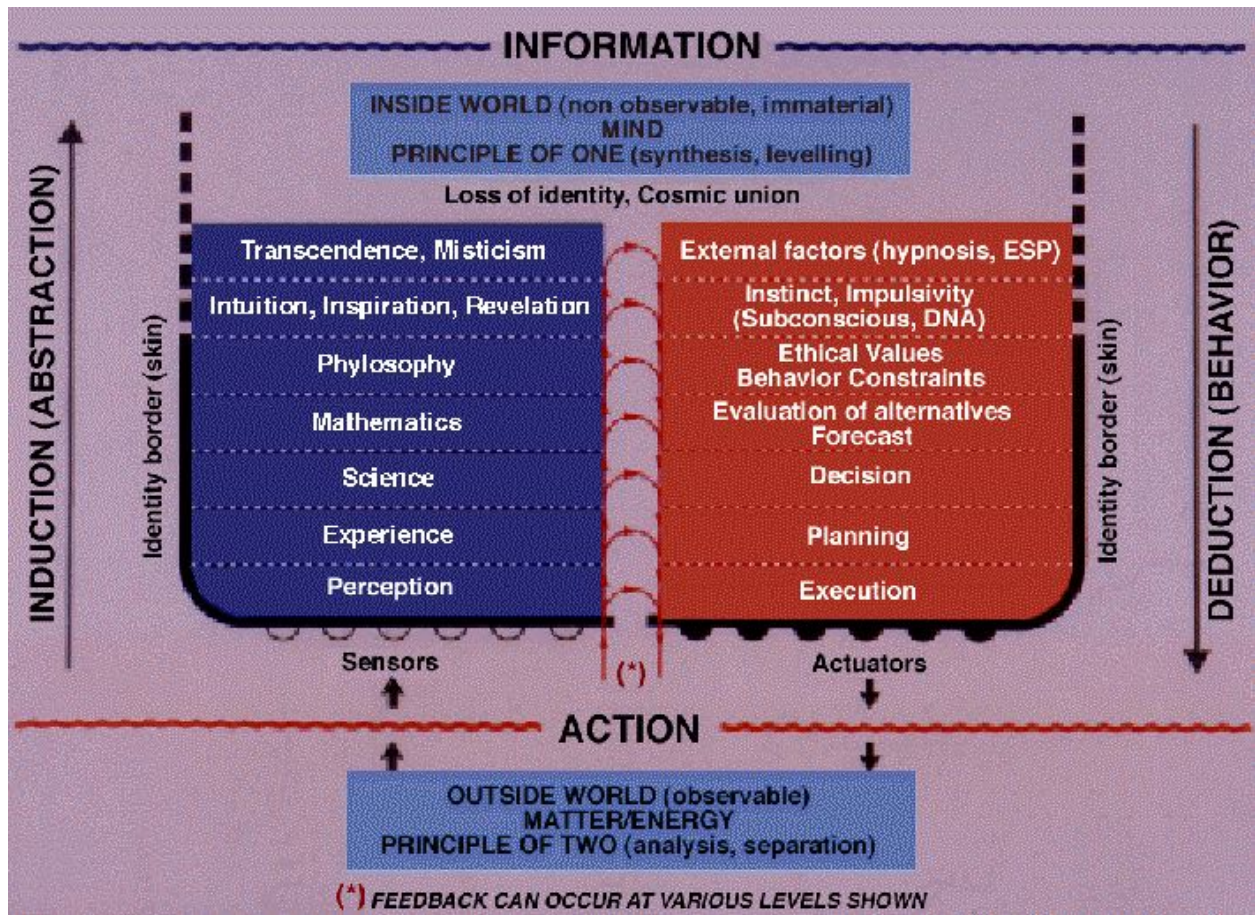 INFORMATION
INSIDE WORLD (non observable, immaterial)
MIND
PRINCIPLE OF ONE (synthesis, levelling)
Loss of identity, Cosmic union
INDUCTION (ABSTRACTION)
Identity border (skin)
Transcendence, Misticism
Intuition, Inspiration, Revelation
Phylosophy
Mathematics
Science
Experience
Perception
External factors (hypnosis, ESP)
Instinct, Impulsivity
(Subconscious, DNA)
Ethical Values
Behavior Constraints
Evaluation of alternatives
Forecast
Decision
Planning
Execution
Identity border (skin)
DEDUCTION (BEHAVIOR)
Sensors
(*)
Actuators
ACTION
OUTSIDE WORLD (observable)
MATTER/ENERGY
PRINCIPLE OF TWO (analysis, separation)
(*) FEEDBACK CAN OCCUR AT VARIOUS LEVELS SHOWN